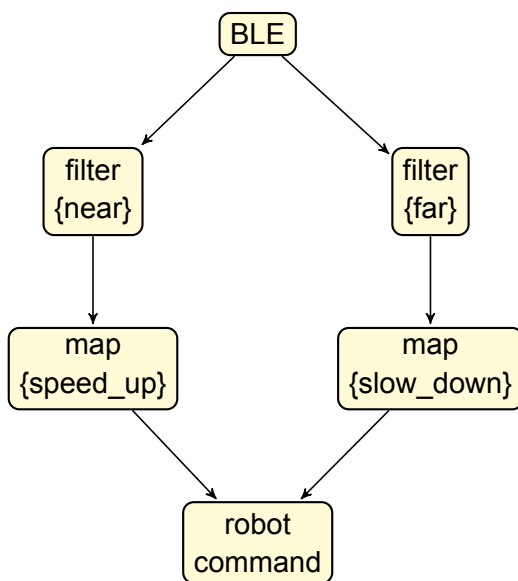 BLE
filter
{near}
filter
{far}
map
{speed_up}
map
{slow_down}
robot
command